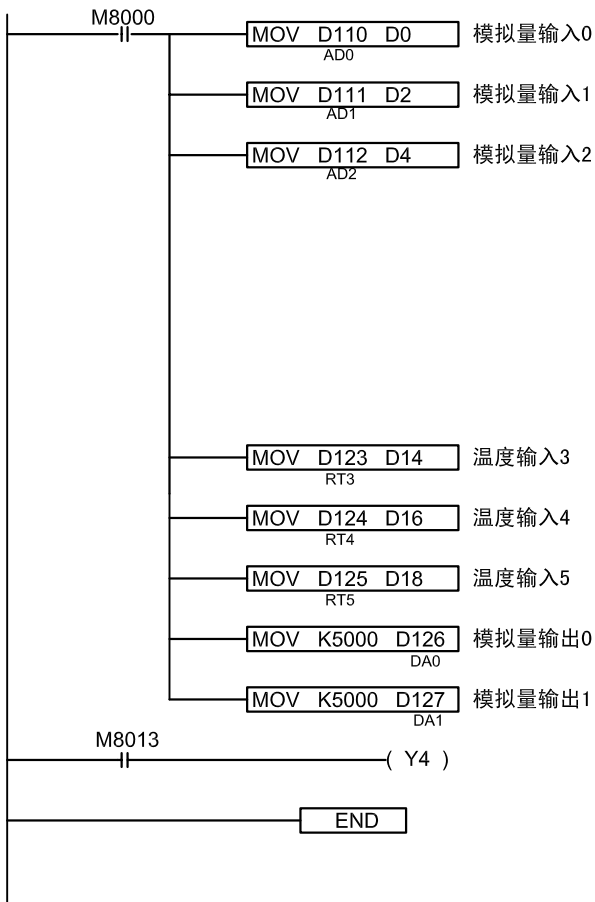 M8000
MOV D110 D0 模拟量输入0
AD0
MOV D111 D2 模拟量输入1
AD1
MOV D112 D4 模拟量输入2
AD2
MOV D123 D14 温度输入3
RT3
MOV D124 D16 温度输入4
RT4
MOV D125 D18 温度输入5
RT5
MOV K5000 D126 模拟量输出0
DA0
MOV K5000 D127 模拟量输出1
DA1
M8013
( Y4 )
END